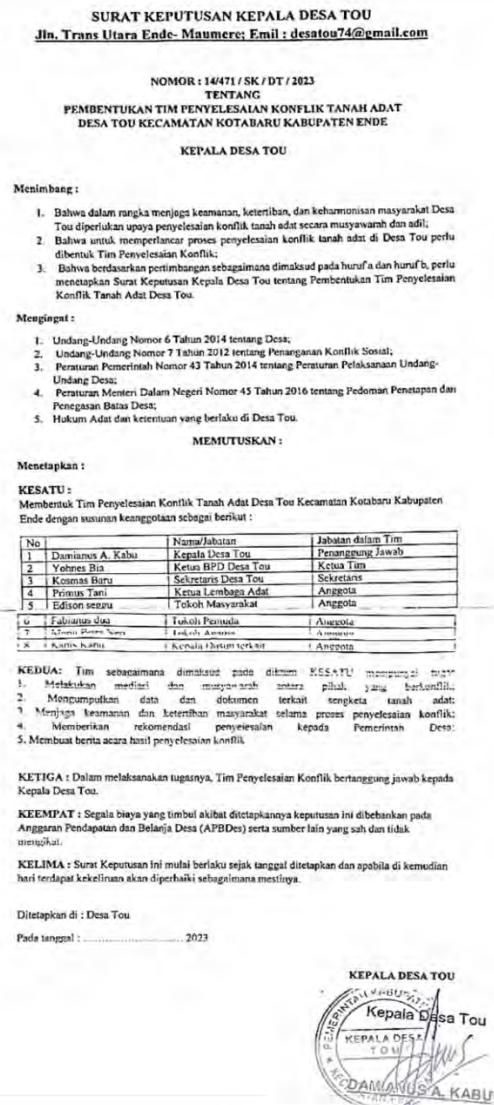 SURAT KEPUTUSAN KEPALA DESA TOU
Jln. Trans Utara Ende- Maumere; Emil : desatou74@gmail.com
NOMOR : 14/471 / SK / DT / 2023
TENTANG
PEMBENTUKAN TIM PENYELESAIAN KONFLIK TANAH ADAT
DESA TOU KECAMATAN KOTABARU KABUPATEN ENDE
KEPALA DESA TOU
Menimbang :
1. Bahwa dalam rangka menjaga keamanan, ketertiban, dan keharmonisan masyarakat Desa
Tou diperlukan upaya penyelesaian konflik tanah adat secara musyawarah dan adil;
2. Bahwa untuk memperlancar proses penyelesaian konflik tanah adat di Desa Tou perlu
dibentuk Tim Penyelesaian Konflik;
3. Bahwa berdasarkan pertimbangan sebagaimana dimaksud pada huruf a dan huruf b, perlu
menetapkan Surat Keputusan Kepala Desa Tou tentang Pembentukan Tim Penyelesaian
Konflik Tanah Adat Desa Tou.
Mengingat :
1. Undang-Undang Nomor 6 Tahun 2014 tentang Desa;
2. Undang-Undang Nomor 7 Tahun 2012 tentang Penanganan Konflik Sosial;
3. Peraturan Pemerintah Nomor 43 Tahun 2014 tentang Peraturan Pelaksanaan Undang-
Undang Desa;
4. Peraturan Menteri Dalam Negeri Nomor 45 Tahun 2016 tentang Pedoman Penetapan dan
Penegasan Batas Desa;
5. Hukum Adat dan ketentuan yang berlaku di Desa Tou.
MEMUTUSKAN :
Menetapkan :
KESATU :
Membentuk Tim Penyelesaian Konflik Tanah Adat Desa Tou Kecamatan Kotabaru Kabupaten
Ende dengan susunan keanggotaan sebagai berikut :
No Nama/Jabatan Jabatan dalam Tim
1 Damianus A. Kabu Kepala Desa Tou Penanggung Jawab
2 Yohnes Bia Ketua BPD Desa Tou Ketua Tim
3 Kosmas Baru Sekretaris Desa Tou Sekretaris
4 Primus Tani Ketua Lembaga Adat Anggota
5 Edison seggu Tokoh Masyarakat Anggota
6 Fabianus dua Tokoh Pemuda Anggota
7 Tokoh Anggota
8 Kepala Dusun terkait Anggota
KEDUA: Tim sebagaimana dimaksud pada diktum KESATU mempunyai tugas
1. Melakukan mediasi dan musyawarah antara pihak yang berkonflik;
2. Mengumpulkan data dan dokumen terkait sengketa tanah adat;
3. Menjaga keamanan dan ketertiban masyarakat selama proses penyelesaian konflik;
4. Memberikan rekomendasi penyelesaian kepada Pemerintah Desa;
5. Membuat berita acara hasil penyelesaian konflik
KETIGA : Dalam melaksanakan tugasnya, Tim Penyelesaian Konflik bertanggung jawab kepada
Kepala Desa Tou.
KEEMPAT : Segala biaya yang timbul akibat ditetapkannya keputusan ini dibebankan pada
Anggaran Pendapatan dan Belanja Desa (APBDes) serta sumber lain yang sah dan tidak
mengikat.
KELIMA : Surat Keputusan ini mulai berlaku sejak tanggal ditetapkan dan apabila di kemudian
hari terdapat kekeliruan akan diperbaiki sebagaimana mestinya.
Ditetapkan di : Desa Tou
Pada tanggal : .............................. 2023
KEPALA DESA TOU
Kepala Desa Tou
KEPALA DESA
TOU
DAMIANUS A. KABU